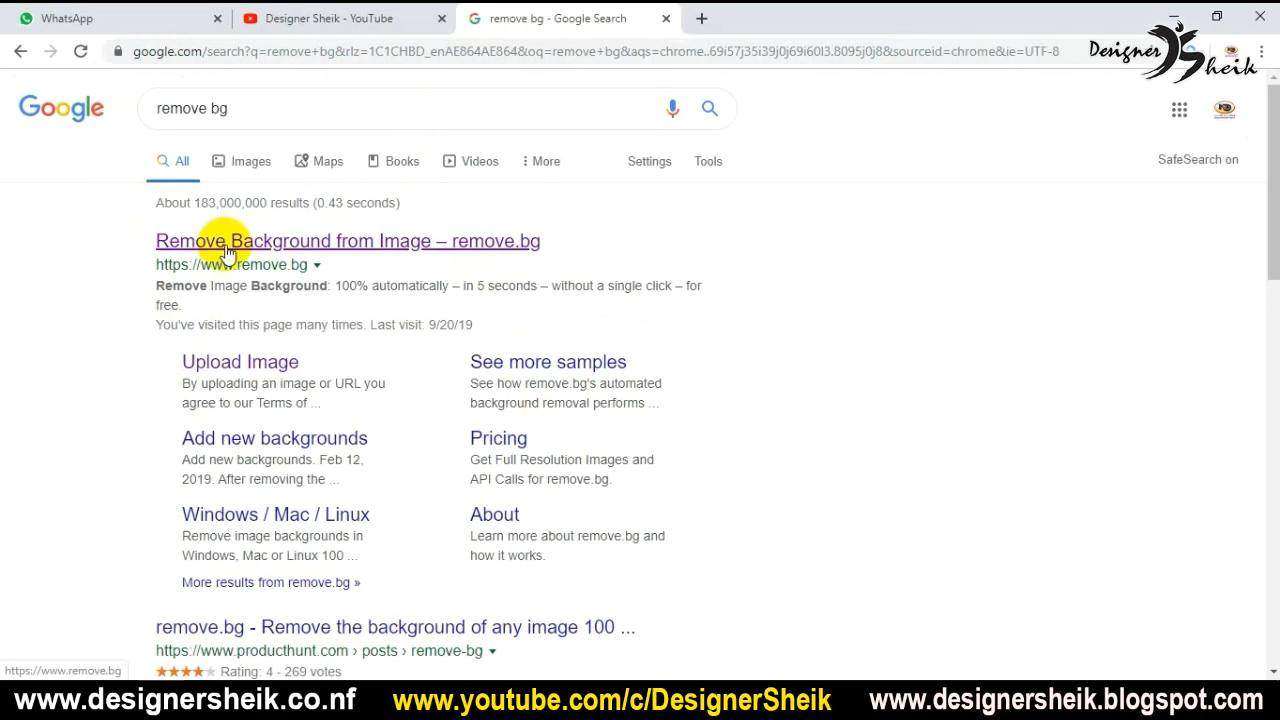 WhatsApp
Designer Sheik - YouTube
remove bg - Google Search
google.com/search?q=remove+bg&rlz=1C1CHBD_enAE864AE864&oq=remove+bg&aqs=chrome..69i57j35i39j0j69i60l3.8095j0j8&sourceid=chrome&ie=UTF-8
Designer Sheik
Google
remove bg
All Images Maps Books Videos More Settings Tools
SafeSearch on
About 183,000,000 results (0.43 seconds)
Remove Background from Image – remove.bg
https://www.remove.bg
Remove Image Background: 100% automatically – in 5 seconds – without a single click – for
free.
You've visited this page many times. Last visit: 9/20/19
Upload Image
By uploading an image or URL you
agree to our Terms of ...
See more samples
See how remove.bg's automated
background removal performs ...
Add new backgrounds
Add new backgrounds. Feb 12,
2019. After removing the ...
Pricing
Get Full Resolution Images and
API Calls for remove.bg.
Windows / Mac / Linux
Remove image backgrounds in
Windows, Mac or Linux 100 ...
About
Learn more about remove.bg and
how it works.
More results from remove.bg »
remove.bg - Remove the background of any image 100 ...
https://www.producthunt.com › posts › remove-bg
Rating: 4 - 269 votes
https://www.remove.bg
www.designersheik.co.nf
www.youtube.com/c/DesignerSheik
www.designersheik.blogspot.com